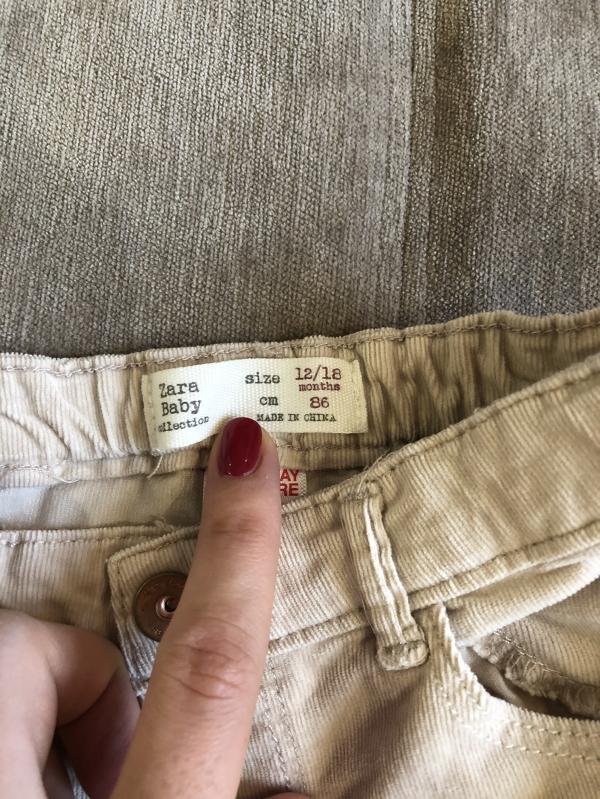 Zara
Baby
collection
size 12/18
months
cm 86
MADE IN CHINA